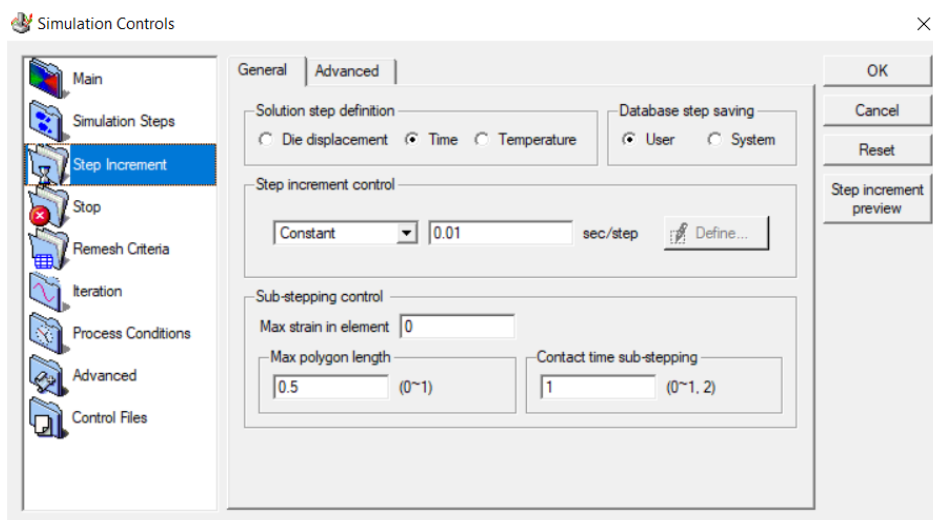 Simulation Controls
Main
Simulation Steps
Step Increment
Stop
Remesh Criteria
Iteration
Process Conditions
Advanced
Control Files
General Advanced
Solution step definition
Die displacement Time Temperature
Database step saving
User System
Step increment control
Constant 0.01 sec/step Define...
Sub-stepping control
Max strain in element 0
Max polygon length
0.5 (0~1)
Contact time sub-stepping
1 (0~1, 2)
OK
Cancel
Reset
Step increment
preview